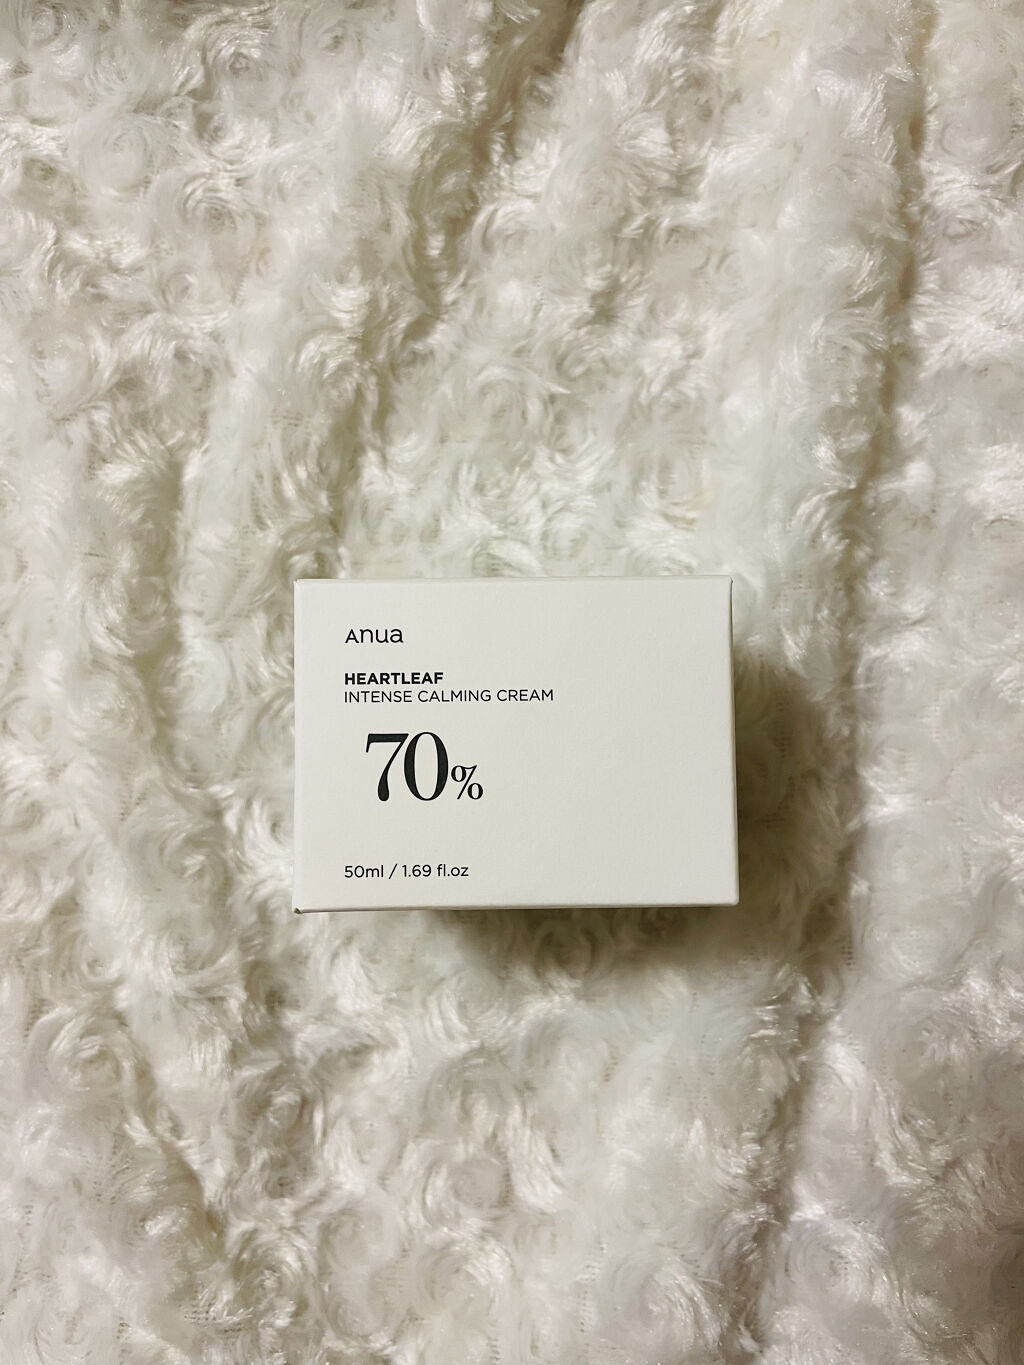 Anua
HEARTLEAF
INTENSE CALMING CREAM
70%
50ml / 1.69 fl.oz